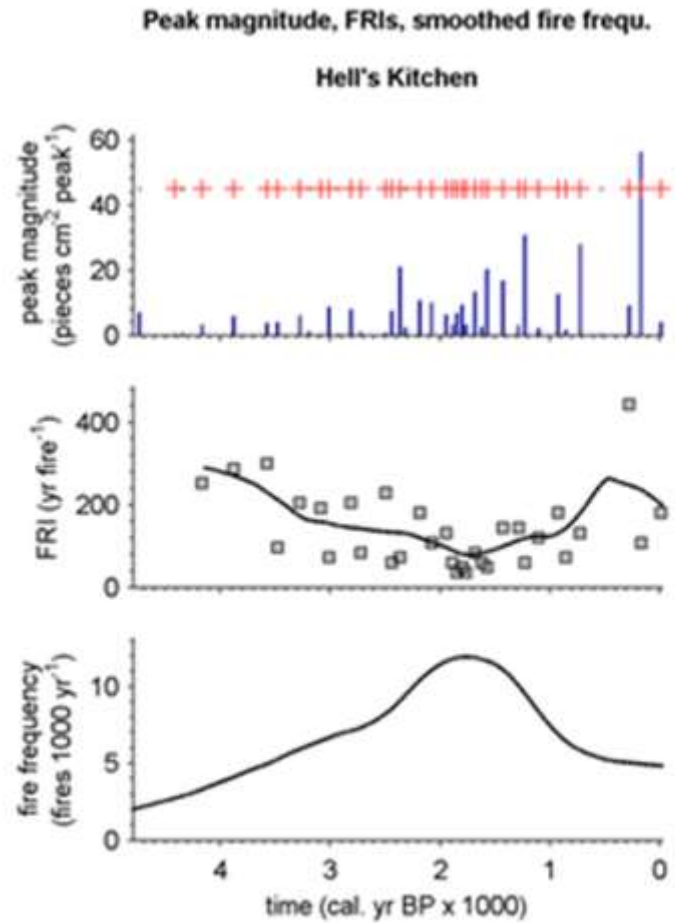 Peak magnitude, FRIs, smoothed fire frequ.
Hell's Kitchen
peak magnitude
(pieces cm⁻² peak⁻¹)
60
40
20
0
FRI (yr fire⁻¹)
400
200
0
fire frequency
(fires 1000 yr⁻¹)
10
5
0
4 3 2 1 0
time (cal. yr BP x 1000)